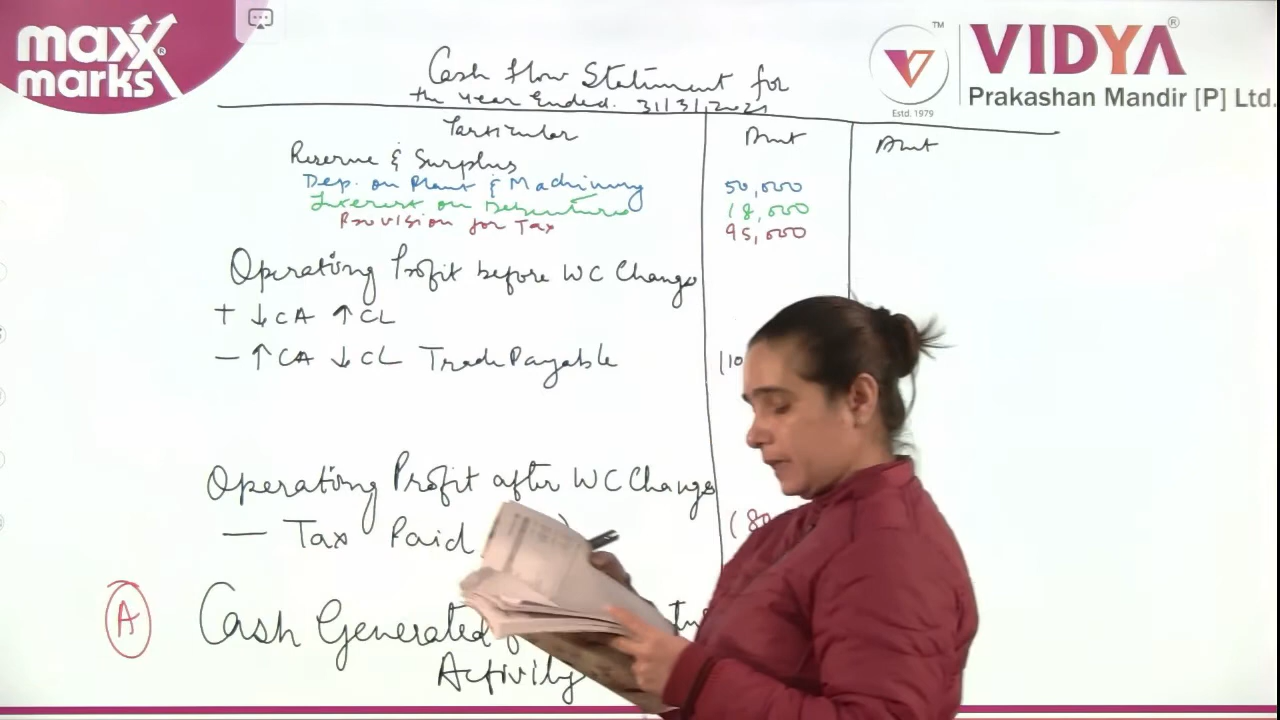 maxx
marks
VIDYA
Prakashan Mandir [P] Ltd.
Estd. 1979
TM
Cash Flow Statement for
the year Ended. 31/3/2021
Particular Amt Amt
Reserve & Surplus
Dep. on Plant & Machinery 50,000
Interest on Debentures 18,000
Provision for Tax 95,000
Operating Profit before WC Change
+ ↓CA ↑CL
– ↑CA ↓CL Trade Payable (10
Operating Profit after WC Change
— Tax Paid (80
A Cash Generated
Activity